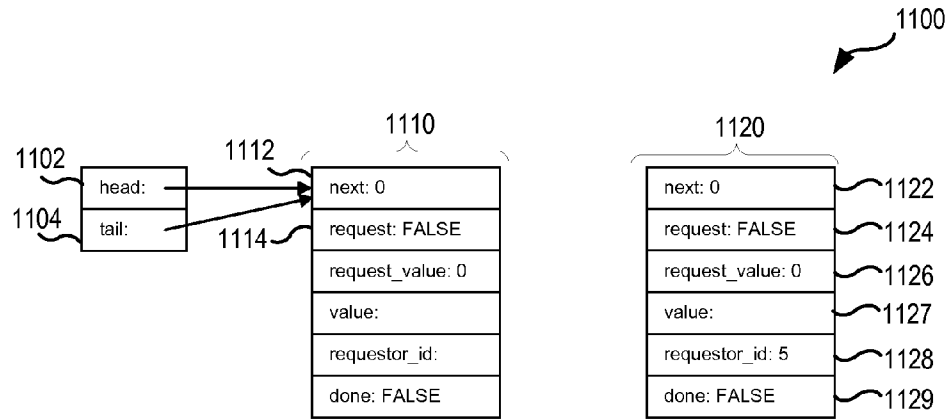 1100
1110
1120
1102
1112
head:
next: 0
next: 0
1122
1104
tail:
1114
request: FALSE
request: FALSE
1124
request_value: 0
request_value: 0
1126
value:
value:
1127
requestor_id:
requestor_id: 5
1128
done: FALSE
done: FALSE
1129